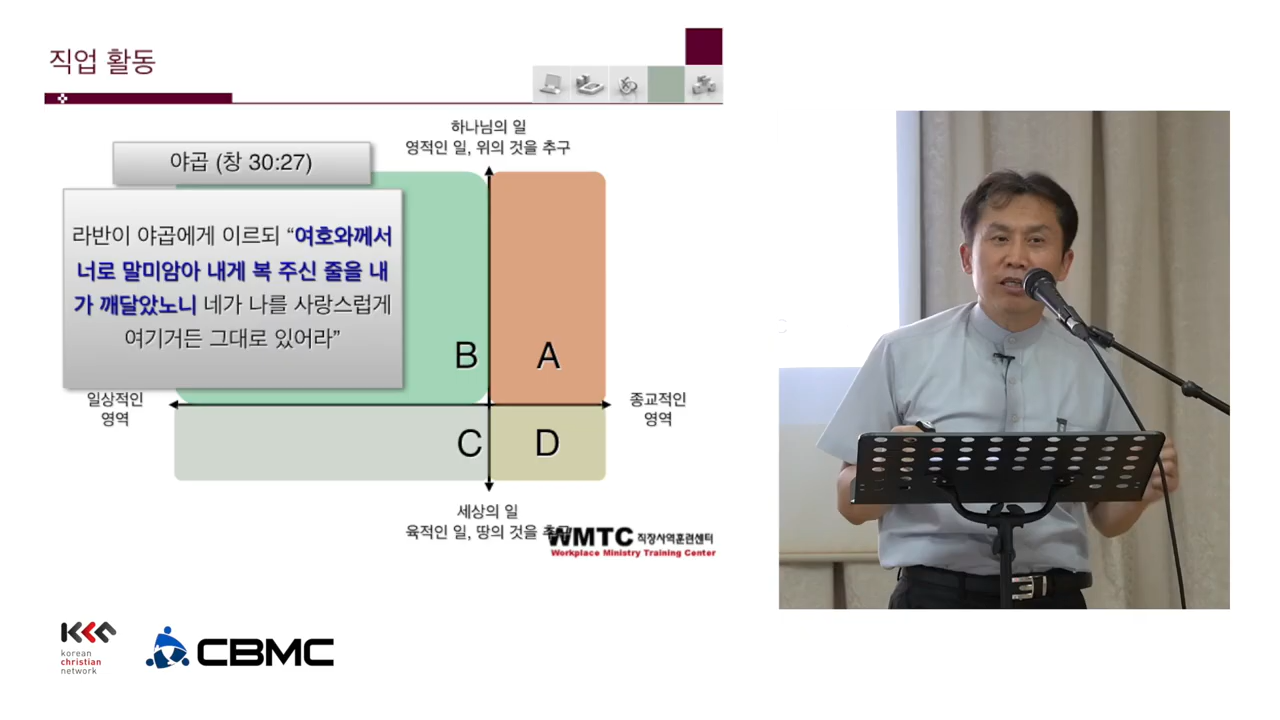 직업 활동
하나님의 일
영적인 일, 위의 것을 추구
야곱 (창 30:27)
라반이 야곱에게 이르되 “여호와께서
너로 말미암아 내게 복 주신 줄을 내
가 깨달았노니 네가 나를 사랑스럽게
여기거든 그대로 있어라”
B
A
일상적인
영역
종교적인
영역
C
D
세상의 일
육적인 일, 땅의 것을 추구
WMTC 직장사역훈련센터
Workplace Ministry Training Center
kcn
korean
christian
network
CBMC